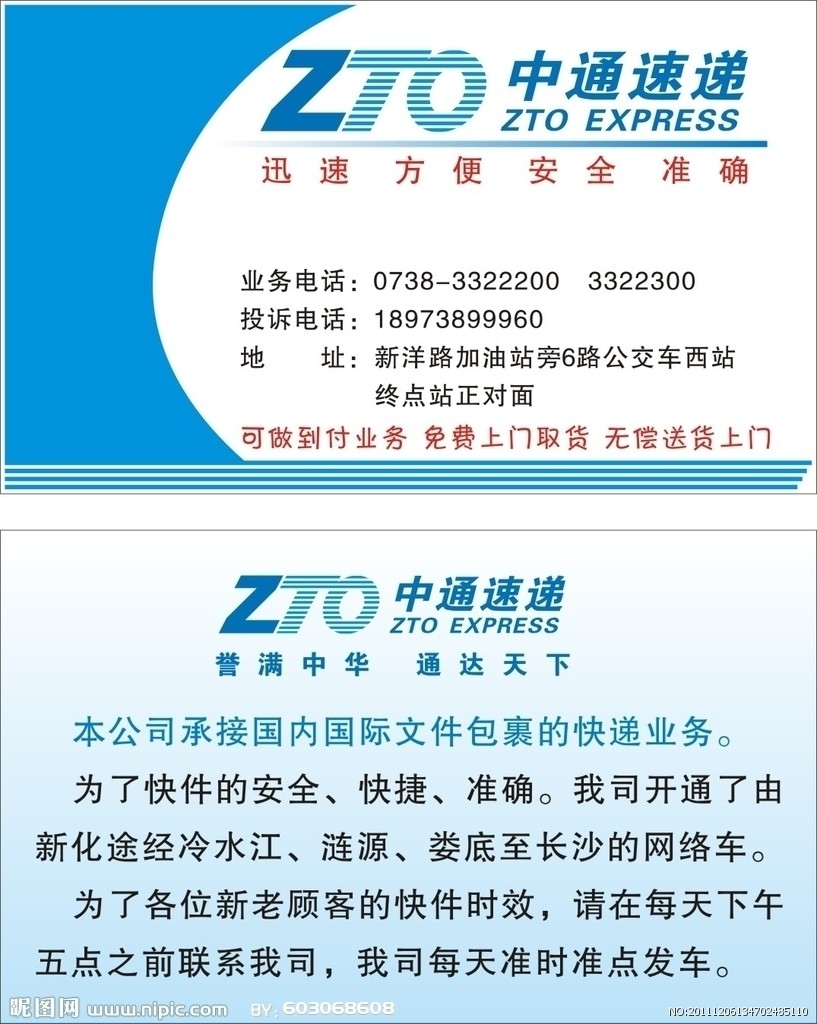 ZTO 中通速递
ZTO EXPRESS
迅速 方便 安全 准确
业务电话：0738-3322200 3322300
投诉电话：18973899960
地 址：新洋路加油站旁6路公交车西站
终点站正对面
可做到付业务 免费上门取货 无偿送货上门
ZTO 中通速递
ZTO EXPRESS
誉满中华 通达天下
本公司承接国内国际文件包裹的快递业务。
为了快件的安全、快捷、准确。我司开通了由
新化途经冷水江、涟源、娄底至长沙的网络车。
为了各位新老顾客的快件时效，请在每天下午
五点之前联系我司，我司每天准时准点发车。
昵图网 www.nipic.com BY: 603068608 NO:20111206134702485110